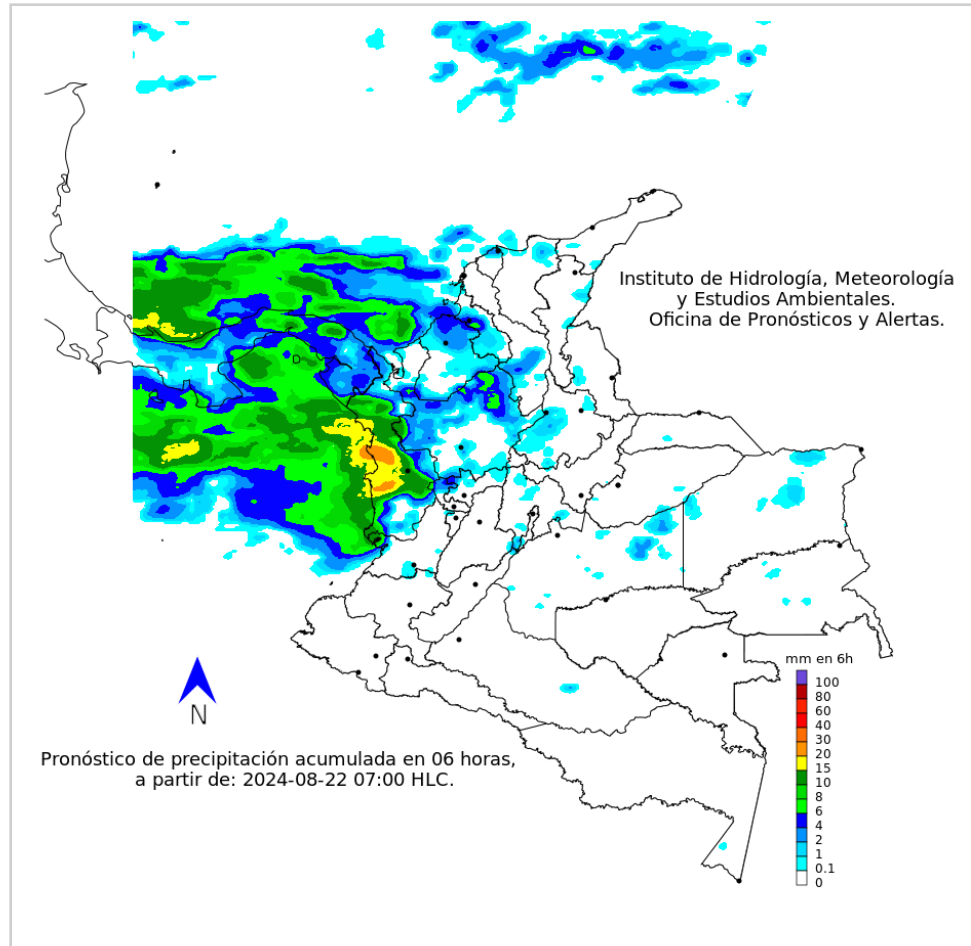 Instituto de Hidrología, Meteorología
y Estudios Ambientales.
Oficina de Pronósticos y Alertas.
mm en 6h
100
80
60
40
30
20
15
10
8
6
4
2
1
0.1
0
N
Pronóstico de precipitación acumulada en 06 horas,
a partir de: 2024-08-22 07:00 HLC.